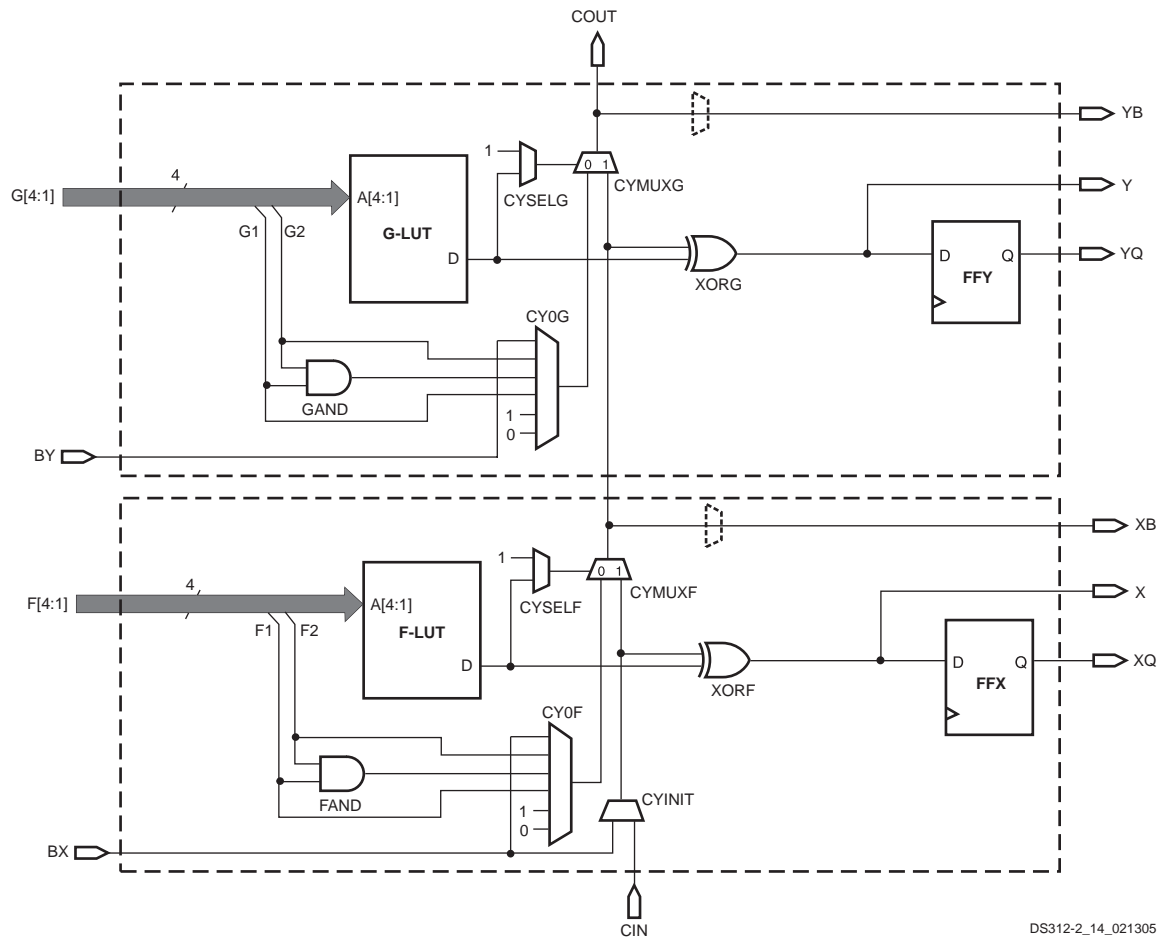 COUT
YB
1
0 1
4
G[4:1]
A[4:1]
CYSELG
CYMUXG
Y
G1
G2
G-LUT
D
XORG
D
Q
FFY
YQ
CY0G
GAND
1
0
BY
XB
1
0 1
4
F[4:1]
A[4:1]
CYSELF
CYMUXF
X
F1
F2
F-LUT
D
XORF
D
Q
FFX
XQ
CY0F
FAND
1
0
CYINIT
BX
CIN
DS312-2_14_021305